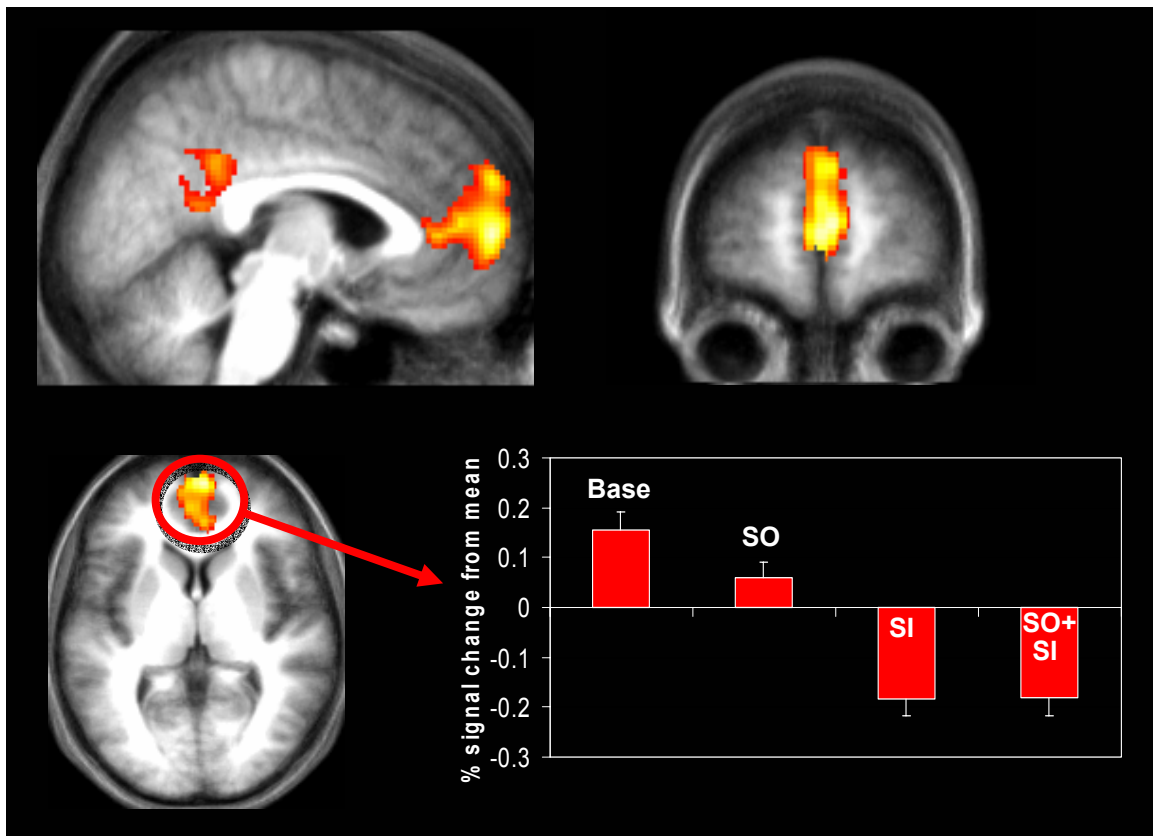 % signal change from mean
0.3
0.2
0.1
0
-0.1
-0.2
-0.3
Base
SO
SI
SO+
SI